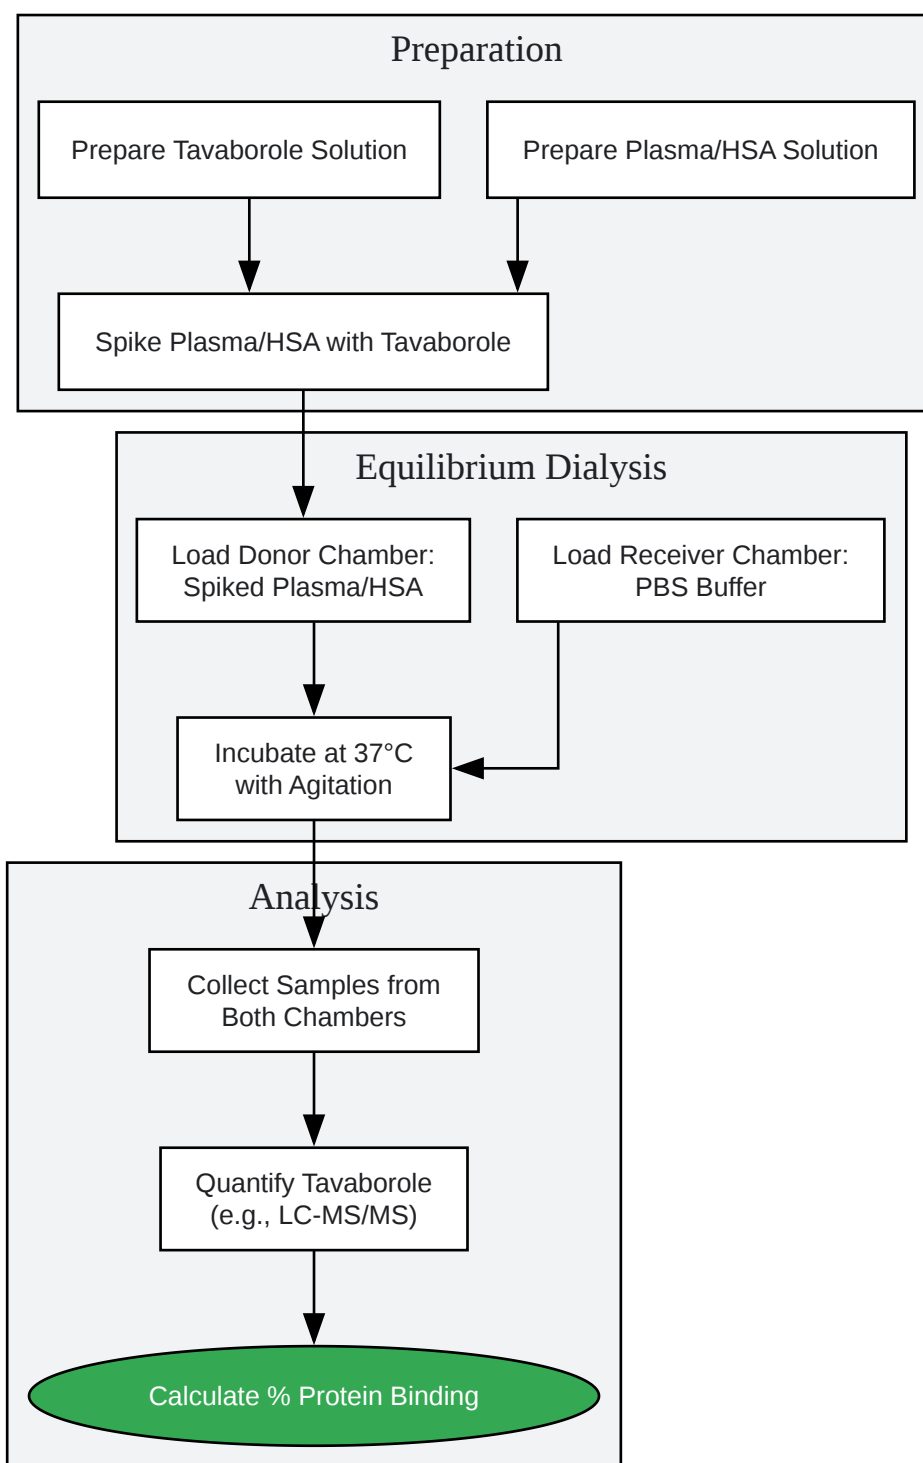 Preparation
Prepare Tavaborole Solution
Prepare Plasma/HSA Solution
Spike Plasma/HSA with Tavaborole
Equilibrium Dialysis
Load Donor Chamber:
Spiked Plasma/HSA
Load Receiver Chamber:
PBS Buffer
Incubate at 37°C
with Agitation
Analysis
Collect Samples from
Both Chambers
Quantify Tavaborole
(e.g., LC-MS/MS)
Calculate % Protein Binding